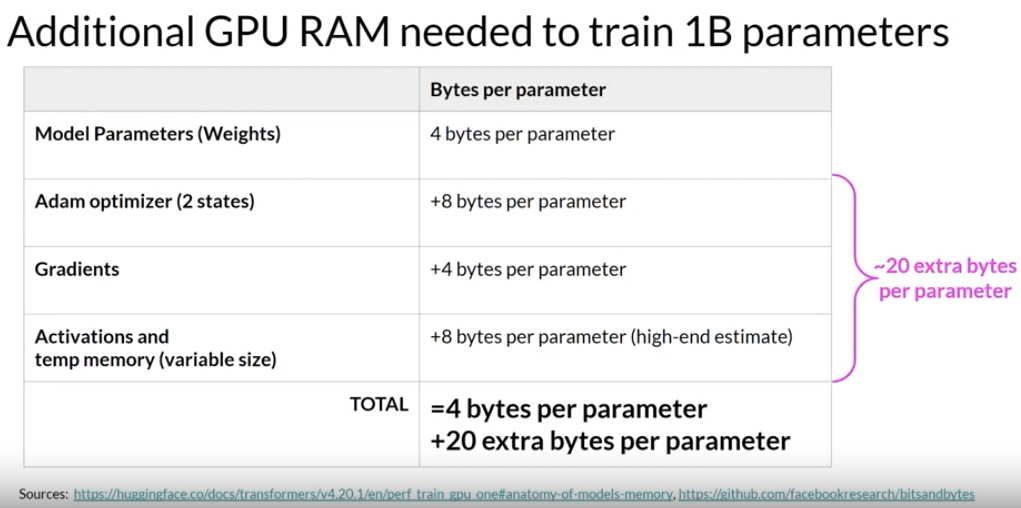 Additional GPU RAM needed to train 1B parameters
Bytes per parameter
Model Parameters (Weights)
4 bytes per parameter
Adam optimizer (2 states)
+8 bytes per parameter
Gradients
+4 bytes per parameter
Activations and
temp memory (variable size)
+8 bytes per parameter (high-end estimate)
~20 extra bytes
per parameter
TOTAL
=4 bytes per parameter
+20 extra bytes per parameter
Sources: https://huggingface.co/docs/transformers/v4.20.1/en/perf_train_gpu_one#anatomy-of-models-memory, https://github.com/facebookresearch/bitsandbytes